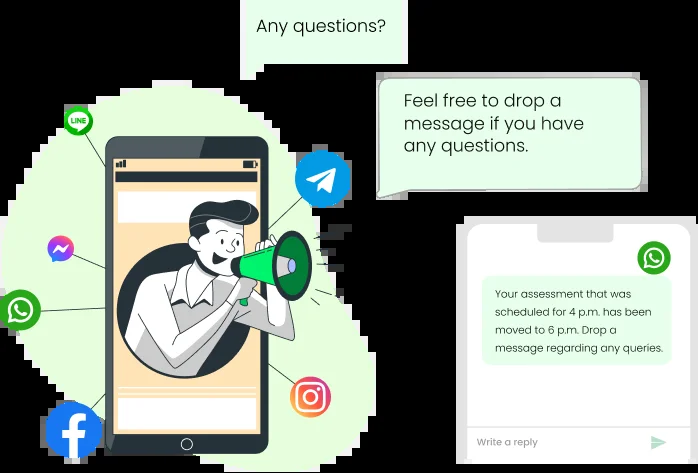 Any questions?
Feel free to drop a
message if you have
any questions.
LINE
Your assessment that was
scheduled for 4 p.m. has been
moved to 6 p.m. Drop a
message regarding any queries.
Write a reply